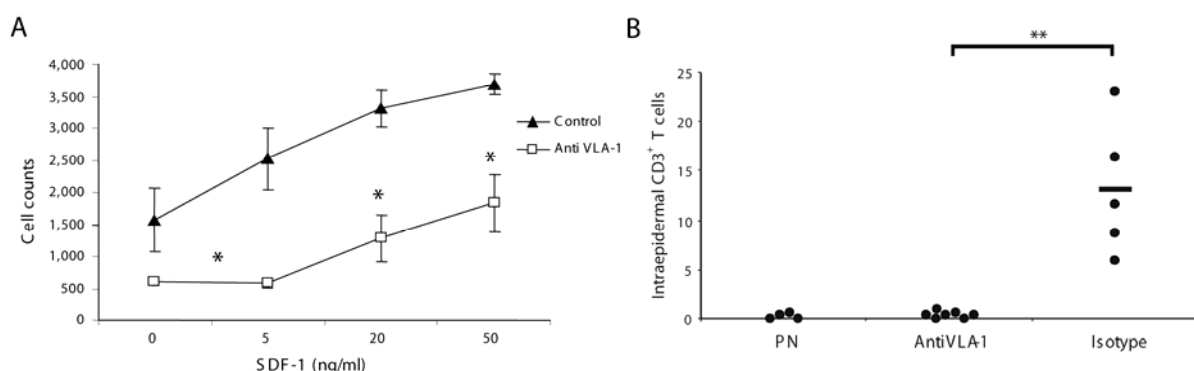 A
4,000
3,500
3,000
2,500
2,000
1,500
1,000
500
0
Cell counts
*
*
*
0 5 20 50
SDF-1 (ng/ml)
Control
Anti VLA-1
B
**
25
20
15
10
5
0
Intraepidermal CD3+ T cells
PN AntiVLA-1 Isotype